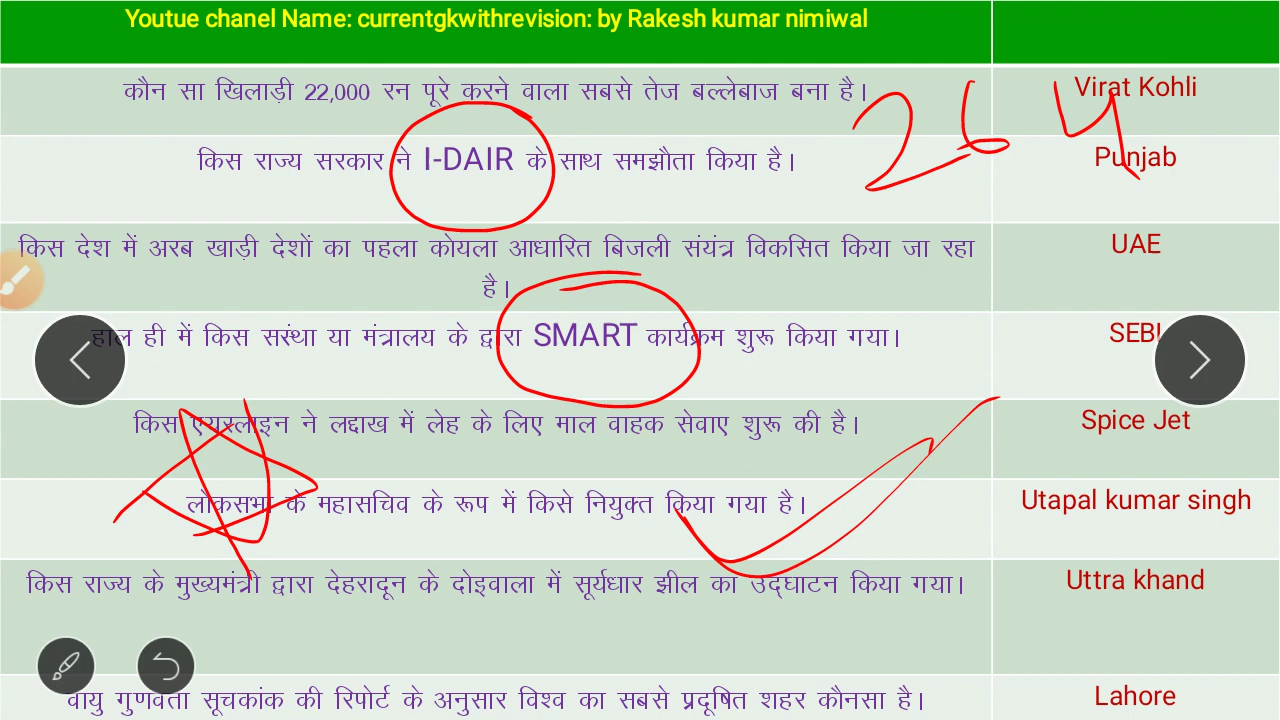 Youtue chanel Name: currentgkwithrevision: by Rakesh kumar nimiwal
कौन सा खिलाड़ी 22,000 रन पूरे करने वाला सबसे तेज बल्लेबाज बना है। Virat Kohli
264
किस राज्य सरकार ने I-DAIR के साथ समझौता किया है। Punjab
किस देश में अरब खाड़ी देशों का पहला कोयला आधारित बिजली संयंत्र विकसित किया जा रहा UAE
है।
हाल ही में किस सस्ंथा या मंत्रालय के द्वारा SMART कार्यक्रम शुरू किया गया। SEBI
किस एयरलाइन ने लद्दाख में लेह के लिए माल वाहक सेवाए शुरू की है। Spice Jet
लोकसभा के महासचिव के रूप में किसे नियुक्त किया गया है। Utapal kumar singh
किस राज्य के मुख्यमंत्री द्वारा देहरादून के दोइवाला में सूर्यधार झील का उद्घाटन किया गया। Uttra khand
वायु गुणवता सूचकांक की रिपोर्ट के अनुसार विश्व का सबसे प्रदूषित शहर कौनसा है। Lahore